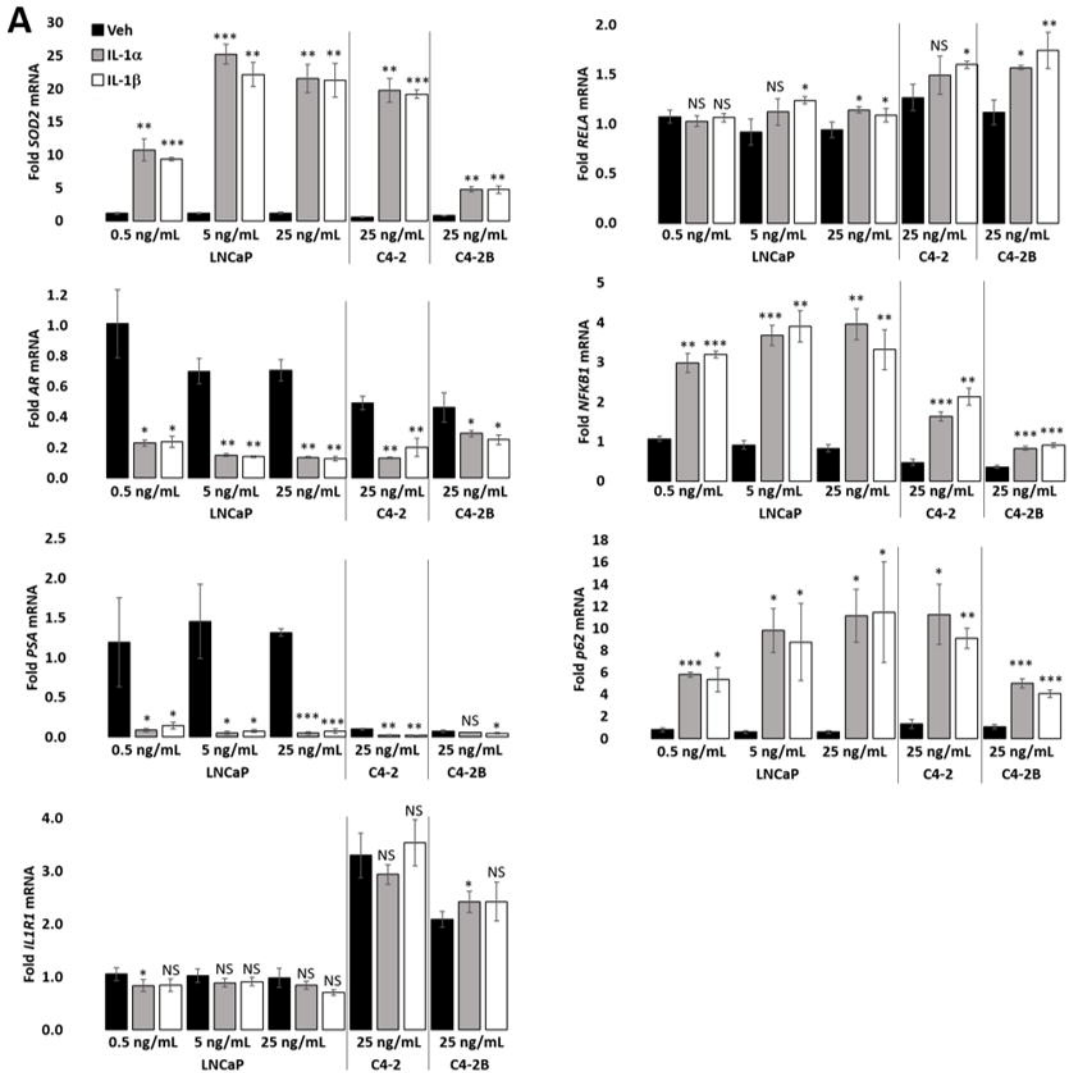 A
Veh
IL-1α
IL-1β
Fold SOD2 mRNA
30
25
20
15
10
5
0
** *** *** ** ** ** ** *** ** **
0.5 ng/mL 5 ng/mL 25 ng/mL 25 ng/mL 25 ng/mL
LNCaP C4-2 C4-2B
Fold RELA mRNA
2.0
1.5
1.0
0.5
0.0
NS NS NS * * * NS * * **
0.5 ng/mL 5 ng/mL 25 ng/mL 25 ng/mL 25 ng/mL
LNCaP C4-2 C4-2B
Fold AR mRNA
1.2
1.0
0.8
0.6
0.4
0.2
0.0
* * ** ** ** ** ** ** * *
0.5 ng/mL 5 ng/mL 25 ng/mL 25 ng/mL 25 ng/mL
LNCaP C4-2 C4-2B
Fold NFKB1 mRNA
5
4
3
2
1
0
** *** *** ** ** ** *** ** *** ***
0.5 ng/mL 5 ng/mL 25 ng/mL 25 ng/mL 25 ng/mL
LNCaP C4-2 C4-2B
Fold PSA mRNA
2.5
2.0
1.5
1.0
0.5
0.0
* * * * *** *** ** ** NS *
0.5 ng/mL 5 ng/mL 25 ng/mL 25 ng/mL 25 ng/mL
LNCaP C4-2 C4-2B
Fold p62 mRNA
18
16
14
12
10
8
6
4
2
0
*** * * * * * * ** *** ***
0.5 ng/mL 5 ng/mL 25 ng/mL 25 ng/mL 25 ng/mL
LNCaP C4-2 C4-2B
Fold IL1R1 mRNA
4.0
3.0
2.0
1.0
0.0
* NS NS NS NS NS NS NS * NS
0.5 ng/mL 5 ng/mL 25 ng/mL 25 ng/mL 25 ng/mL
LNCaP C4-2 C4-2B